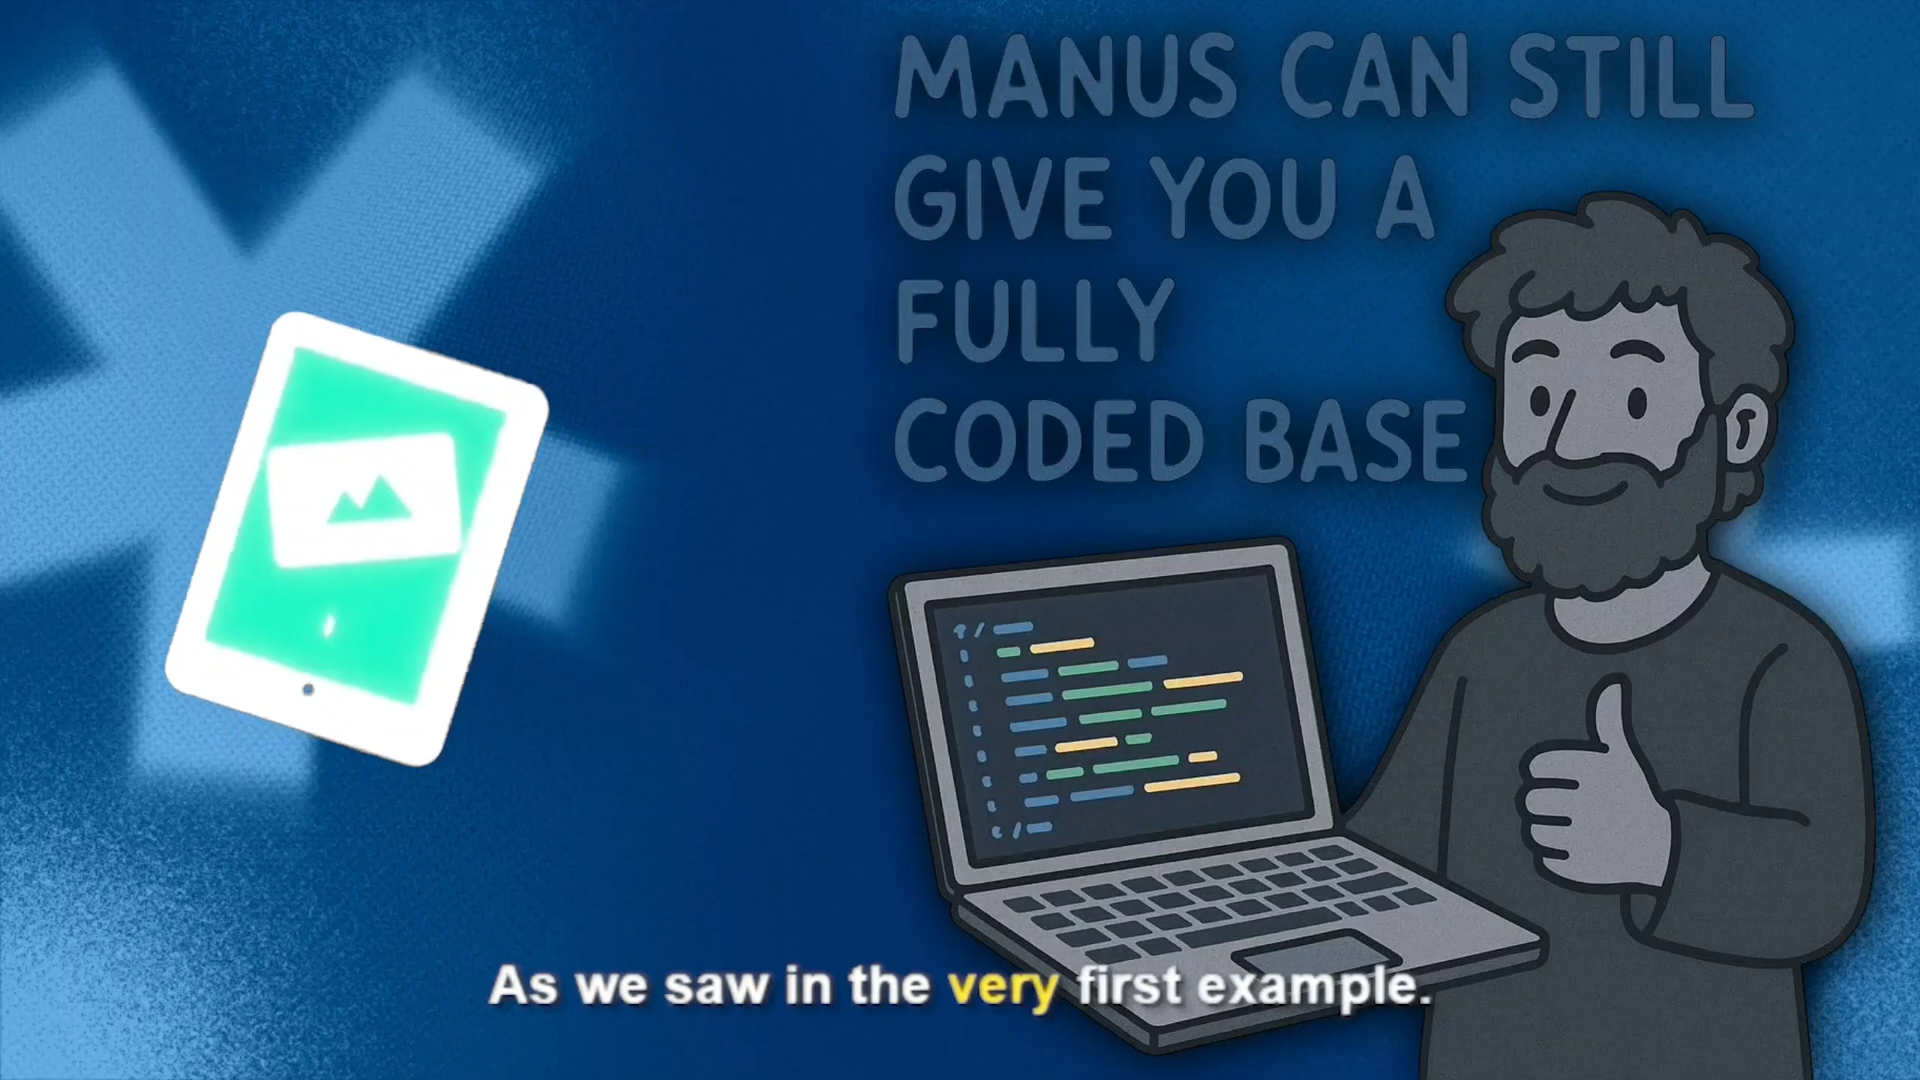 MANUS CAN STILL
GIVE YOU A
FULLY
CODED BASE
As we saw in the very first example.